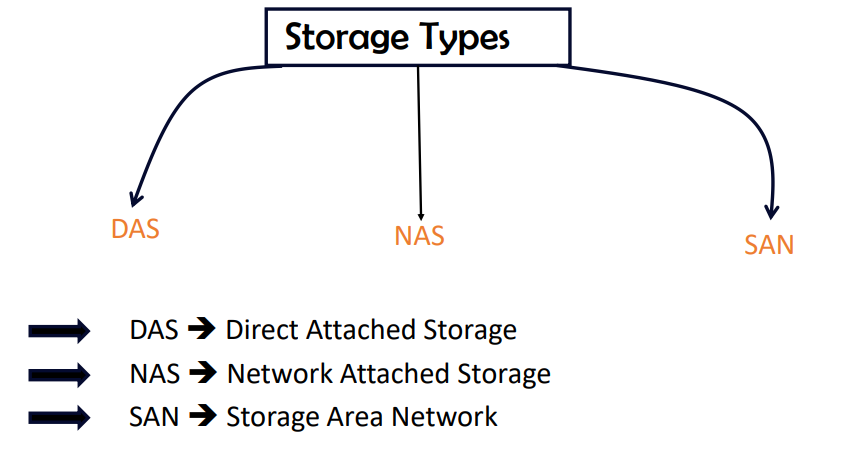 Storage Types
DAS
NAS
SAN
DAS ➔ Direct Attached Storage
NAS ➔ Network Attached Storage
SAN ➔ Storage Area Network